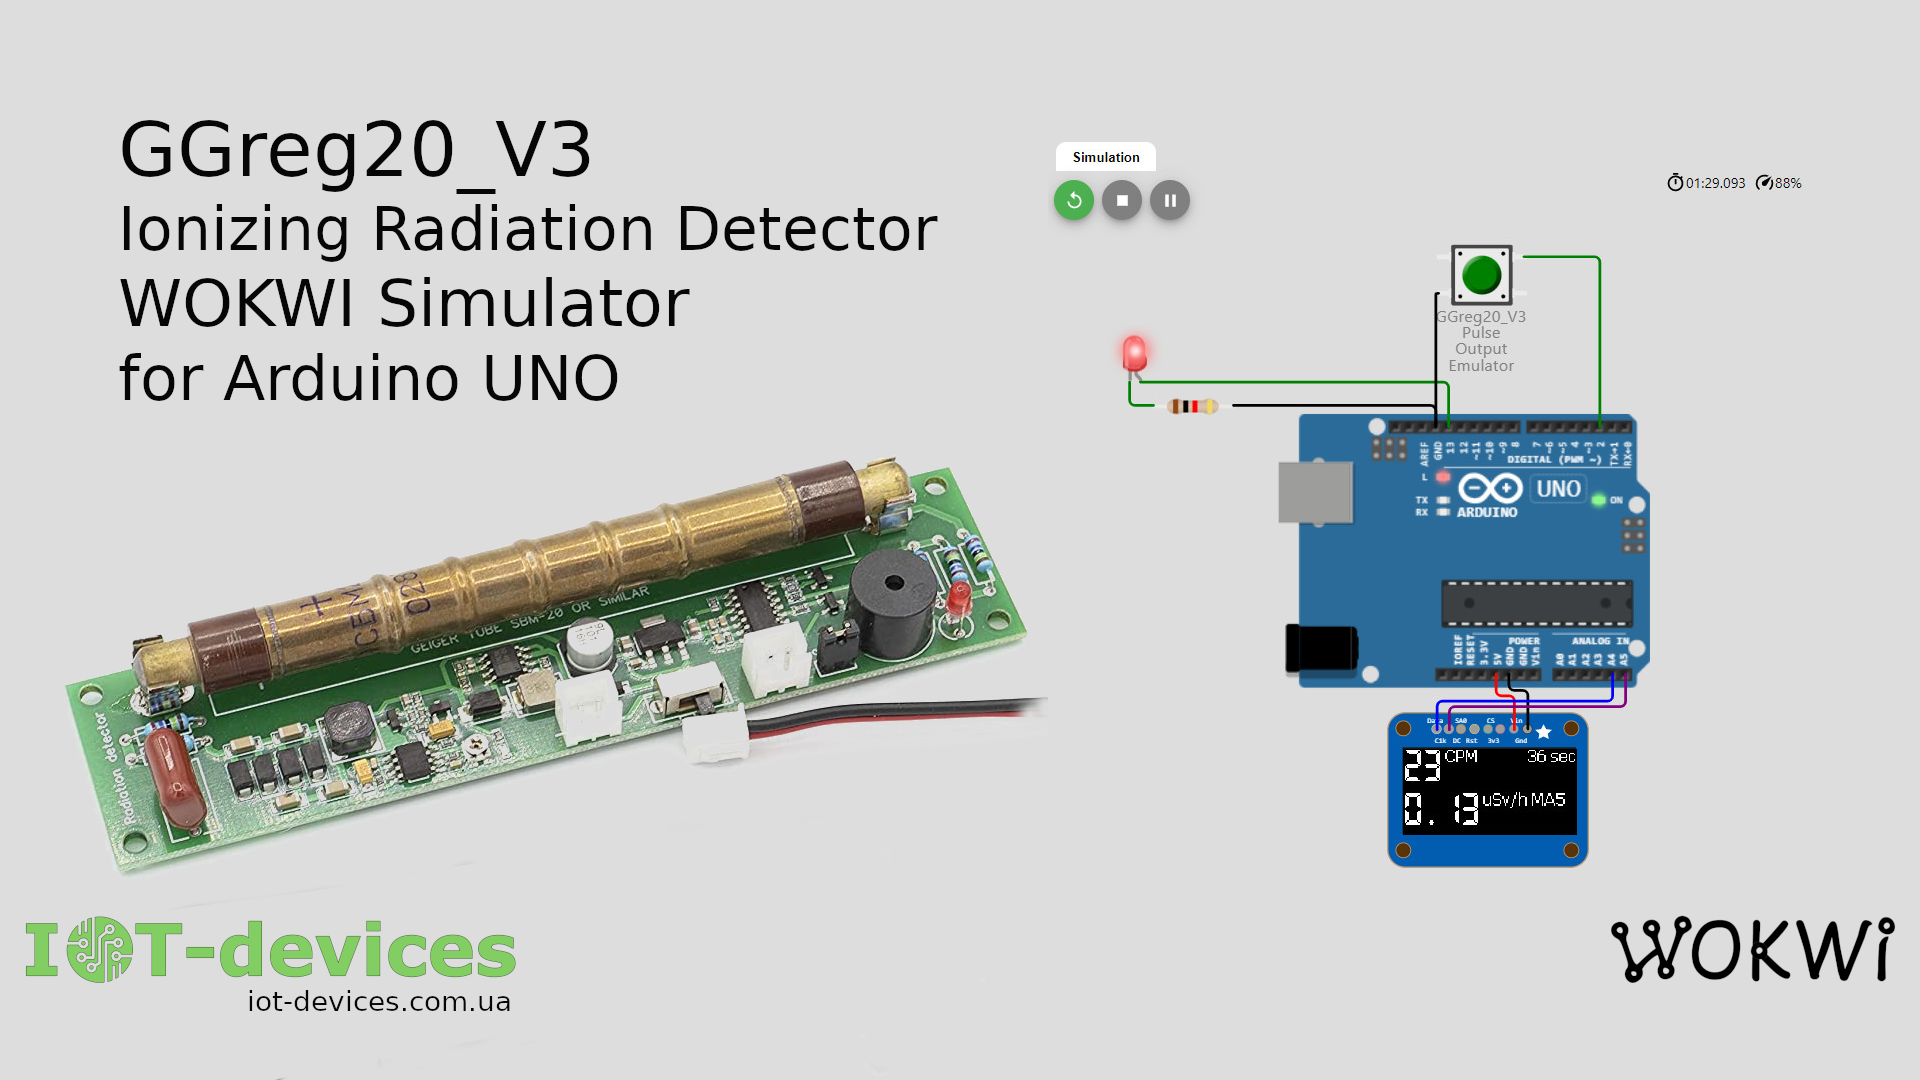 GGreg20_V3
Ionizing Radiation Detector
WOKWI Simulator
for Arduino UNO
Simulation
01:29.093 88%
GGreg20_V3
Pulse
Output
Emulator
AREF GND 13 12 ~11 ~10 ~9 8 7 ~6 ~5 4 ~3 2 TX→1 RX←0
DIGITAL (PWM ~)
L
TX
RX
UNO
ON
ARDUINO
POWER
ANALOG IN
IOREF RESET 3.3V 5V GND GND Vin A0 A1 A2 A3 A4 A5
Data SA0 CS Vin
Clk DC Rst 3v3 Gnd
23 CPM 36 sec
0.13 uSv/h MA5
+
028
GEIGER TUBE SBM-20 OR SIMILAR
Radiation detector
IOT-devices
iot-devices.com.ua
WOKWi